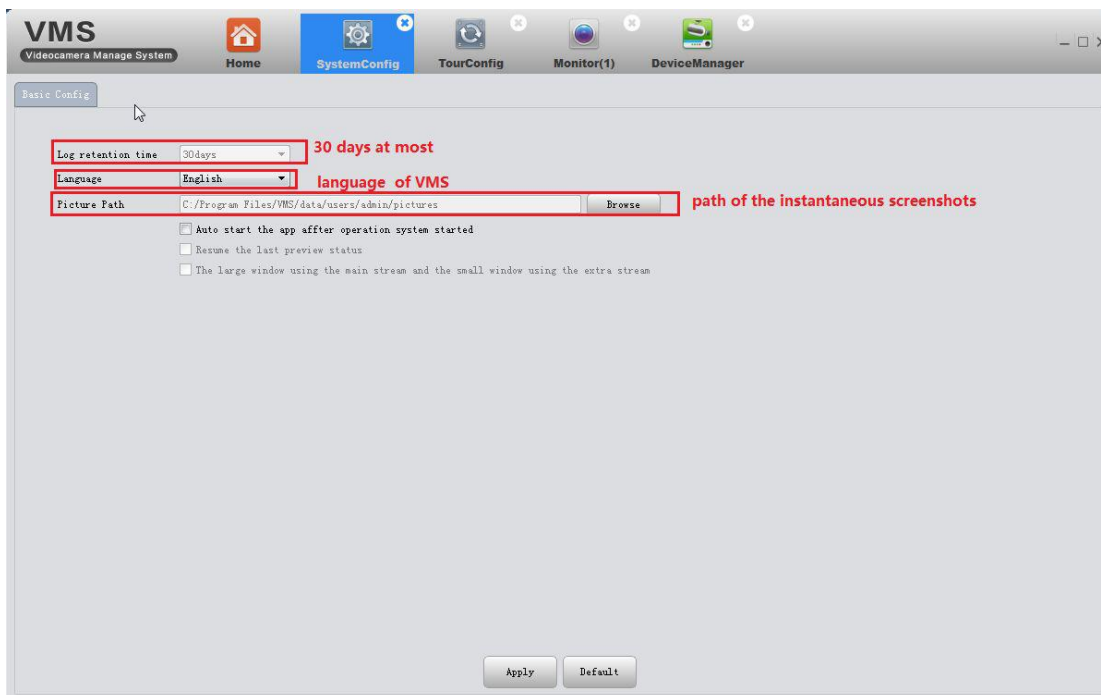 VMS
Videocamera Manage System
Home
SystemConfig
TourConfig
Monitor(1)
DeviceManager
Basic Config
Log retention time 30days 30 days at most
Language English language of VMS
Picture Path C:/Program Files/VMS/data/users/admin/pictures Browse path of the instantaneous screenshots
Auto start the app affter operation system started
Resume the last preview status
The large window using the main stream and the small window using the extra stream
Apply Default